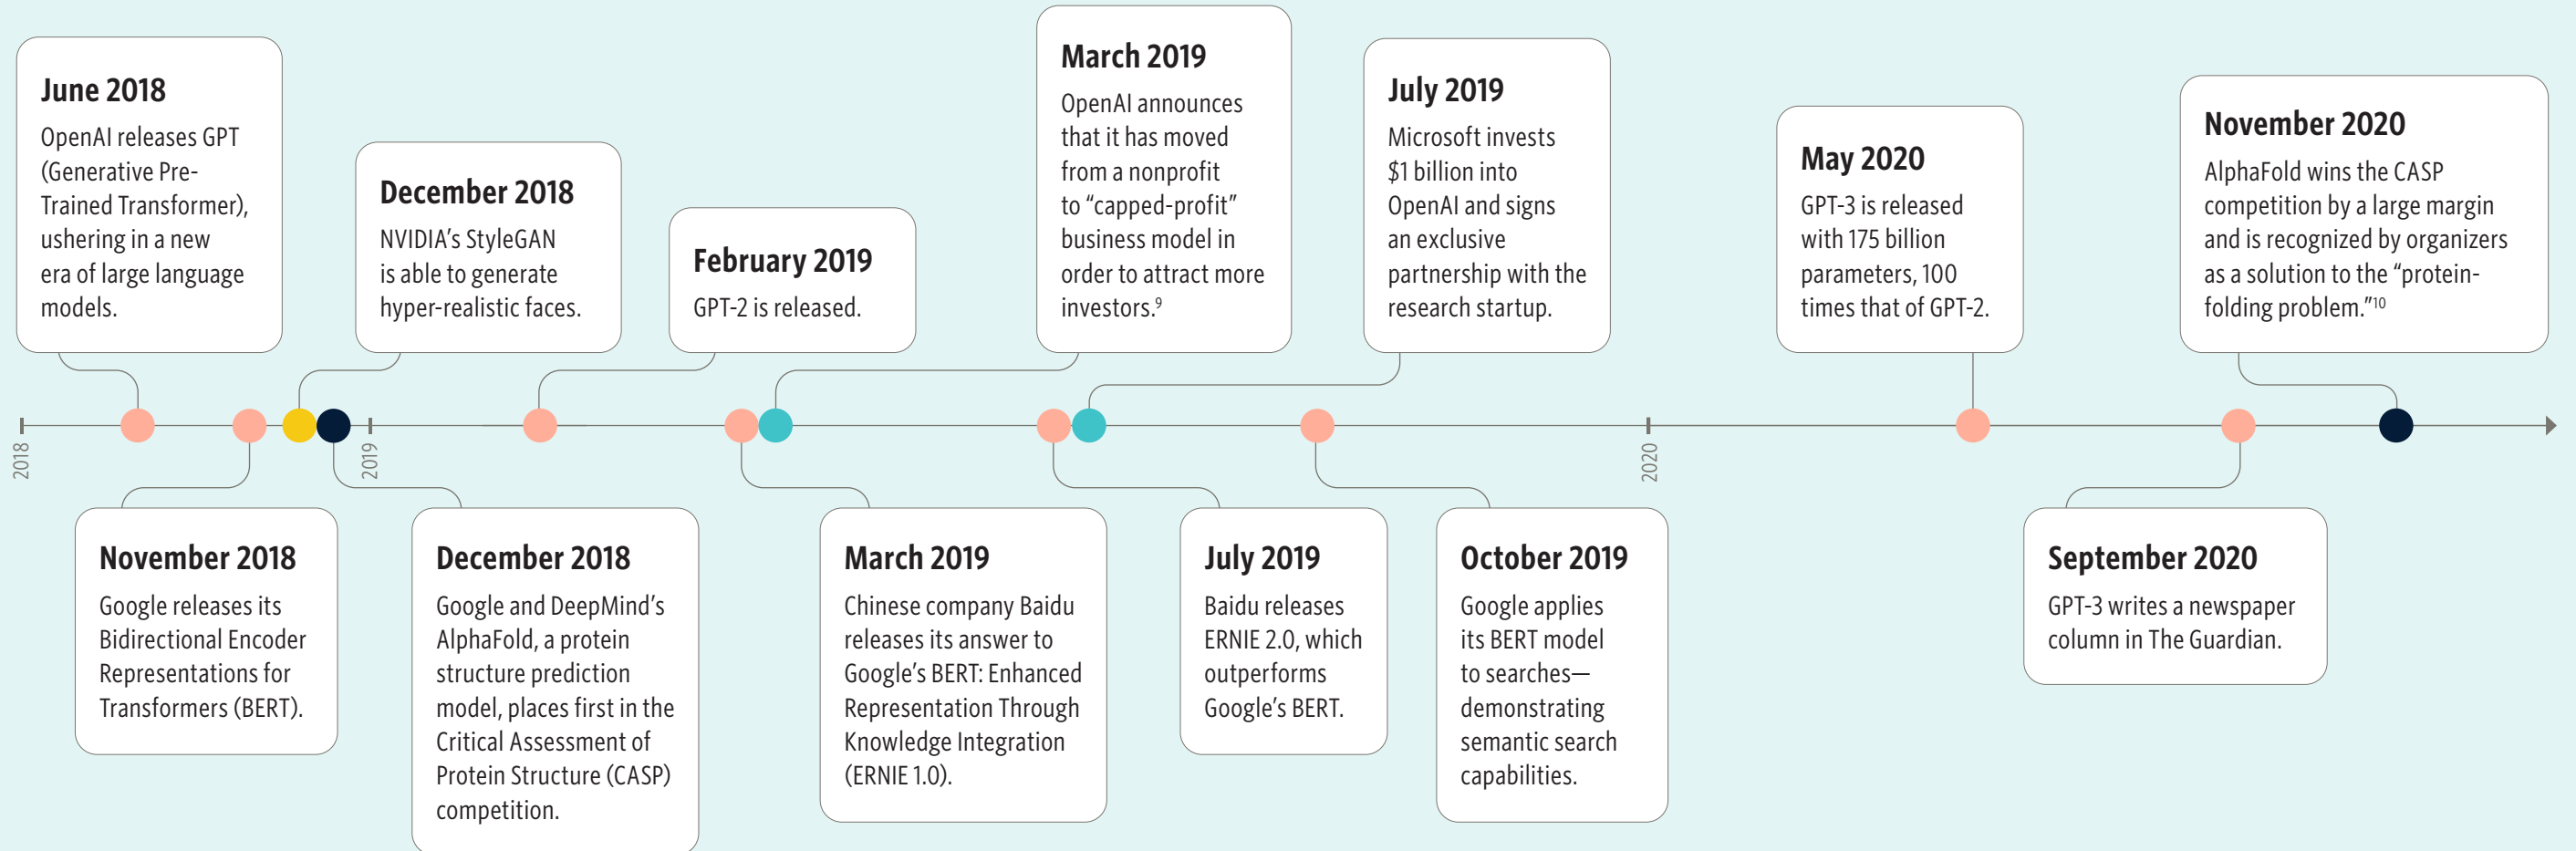 June 2018
OpenAI releases GPT
(Generative Pre-
Trained Transformer),
ushering in a new
era of large language
models.
December 2018
NVIDIA's StyleGAN
is able to generate
hyper-realistic faces.
February 2019
GPT-2 is released.
March 2019
OpenAI announces
that it has moved
from a nonprofit
to “capped-profit”
business model in
order to attract more
investors.9
July 2019
Microsoft invests
$1 billion into
OpenAI and signs
an exclusive
partnership with the
research startup.
May 2020
GPT-3 is released
with 175 billion
parameters, 100
times that of GPT-2.
November 2020
AlphaFold wins the CASP
competition by a large margin
and is recognized by organizers
as a solution to the “protein-
folding problem.”10
2018
2019
2020
November 2018
Google releases its
Bidirectional Encoder
Representations for
Transformers (BERT).
December 2018
Google and DeepMind’s
AlphaFold, a protein
structure prediction
model, places first in the
Critical Assessment of
Protein Structure (CASP)
competition.
March 2019
Chinese company Baidu
releases its answer to
Google’s BERT: Enhanced
Representation Through
Knowledge Integration
(ERNIE 1.0).
July 2019
Baidu releases
ERNIE 2.0, which
outperforms
Google’s BERT.
October 2019
Google applies
its BERT model
to searches—
demonstrating
semantic search
capabilities.
September 2020
GPT-3 writes a newspaper
column in The Guardian.